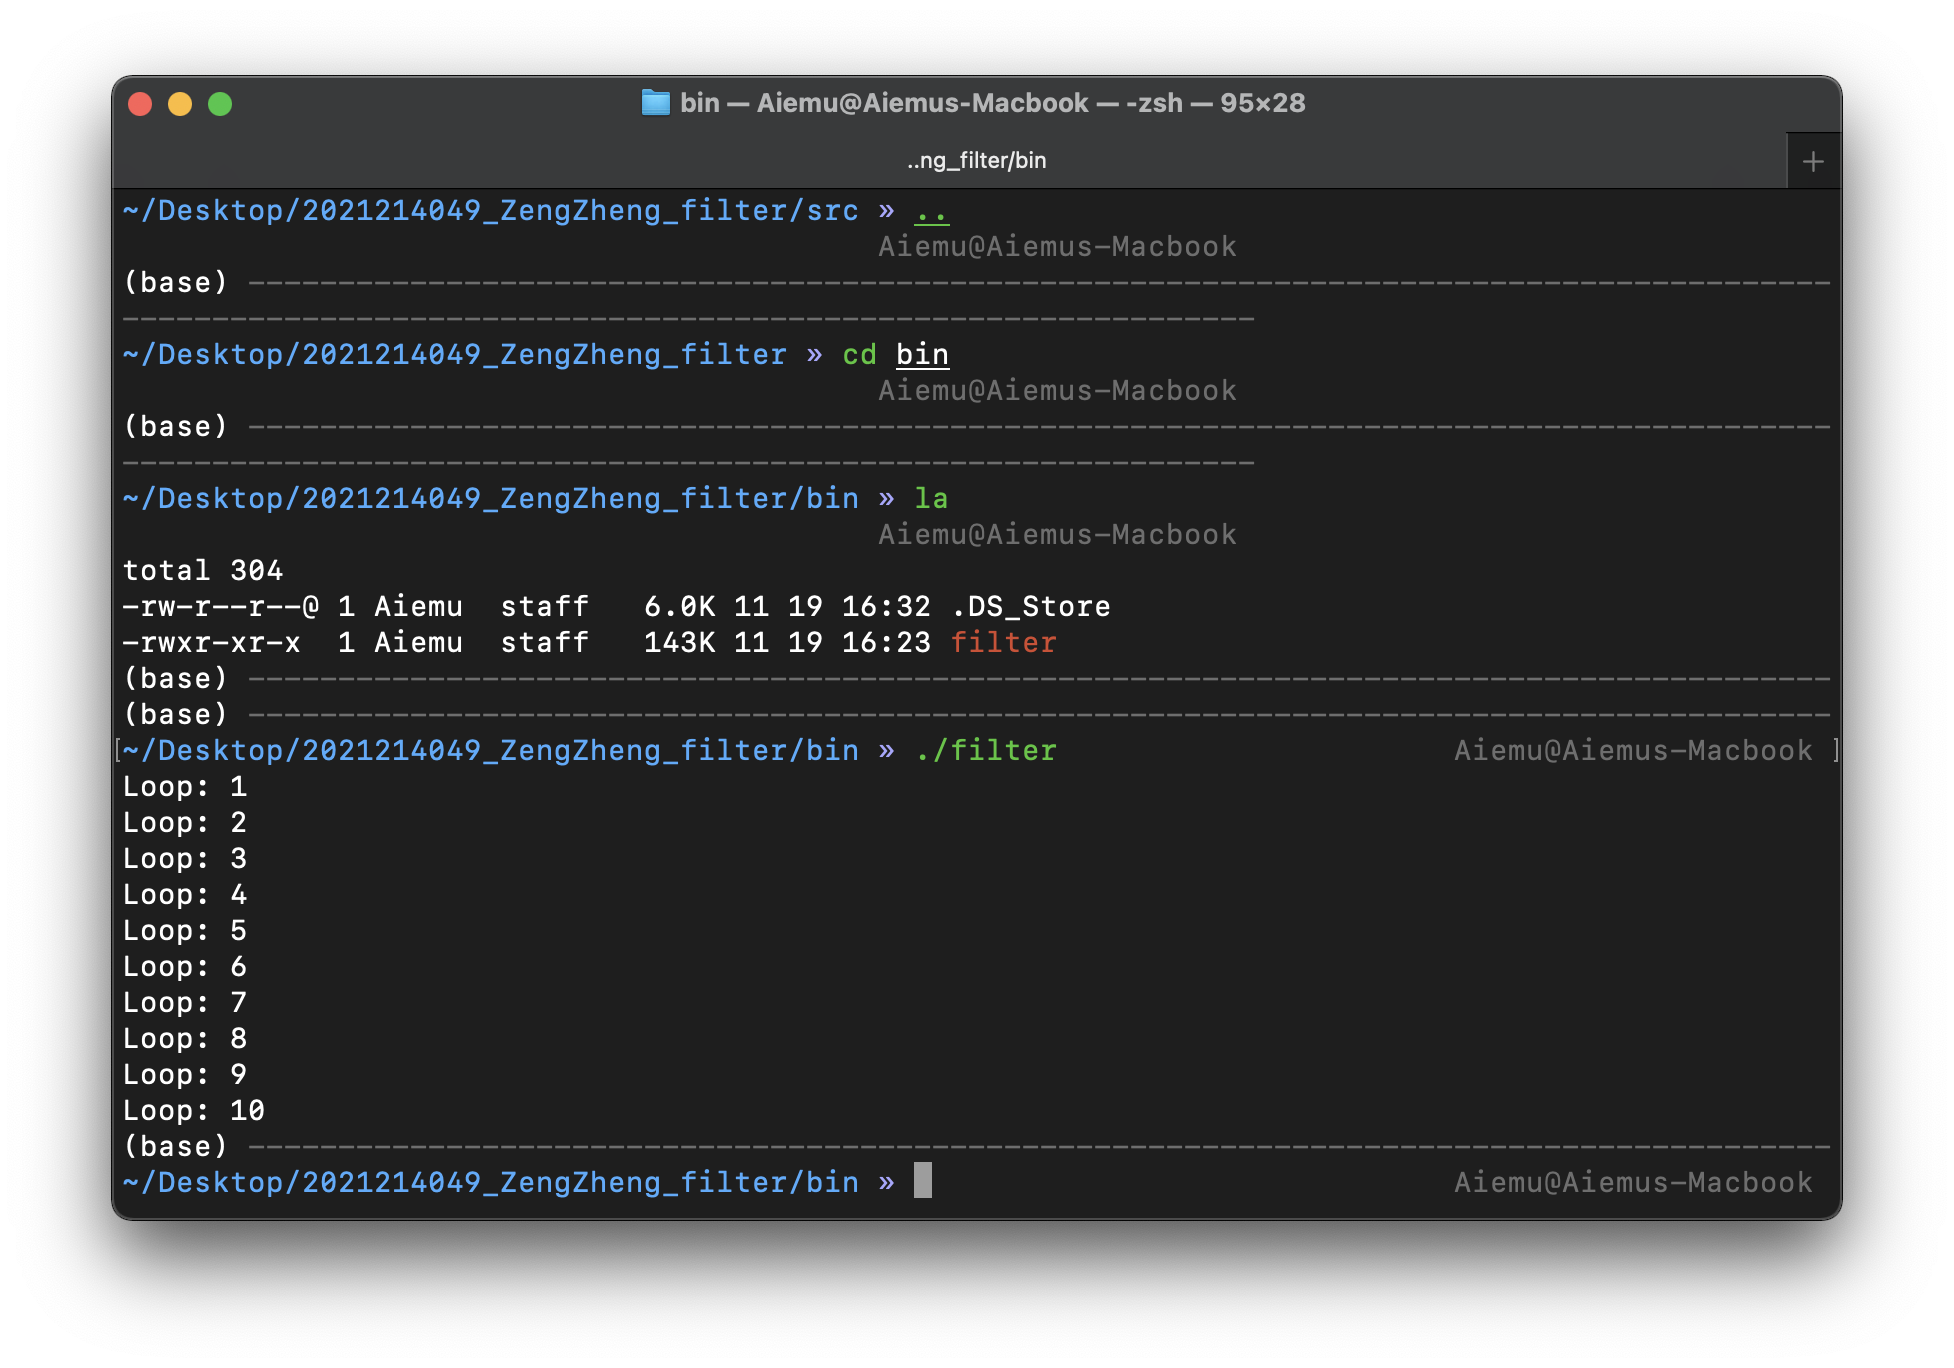 bin — Aiemu@Aiemus-Macbook — -zsh — 95×28
..ng_filter/bin
+
~/Desktop/2021214049_ZengZheng_filter/src » ..
Aiemu@Aiemus-Macbook
(base) ----------------------------------------------------------------------------------------
---------------------------------------------------------------
~/Desktop/2021214049_ZengZheng_filter » cd bin
Aiemu@Aiemus-Macbook
(base) ----------------------------------------------------------------------------------------
---------------------------------------------------------------
~/Desktop/2021214049_ZengZheng_filter/bin » la
Aiemu@Aiemus-Macbook
total 304
-rw-r--r--@ 1 Aiemu  staff   6.0K 11 19 16:32 .DS_Store
-rwxr-xr-x  1 Aiemu  staff   143K 11 19 16:23 filter
(base) ----------------------------------------------------------------------------------------
(base) ----------------------------------------------------------------------------------------
[~/Desktop/2021214049_ZengZheng_filter/bin » ./filter Aiemu@Aiemus-Macbook ]
Loop: 1
Loop: 2
Loop: 3
Loop: 4
Loop: 5
Loop: 6
Loop: 7
Loop: 8
Loop: 9
Loop: 10
(base) ----------------------------------------------------------------------------------------
~/Desktop/2021214049_ZengZheng_filter/bin » Aiemu@Aiemus-Macbook